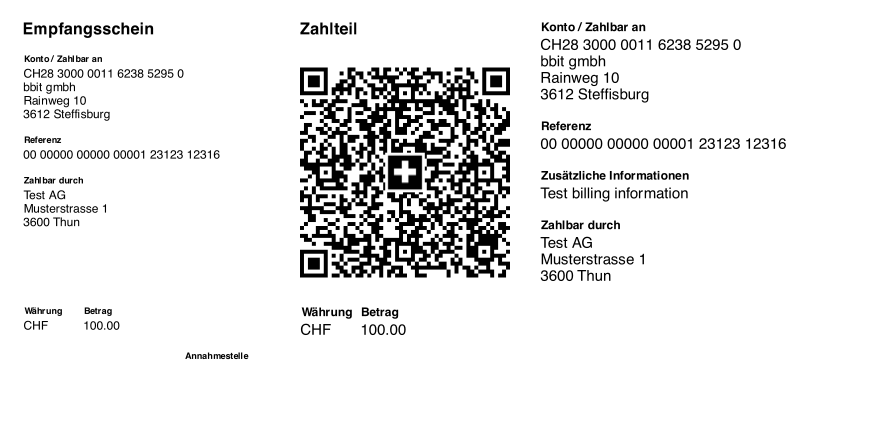 Empfangsschein
Konto / Zahlbar an
CH28 3000 0011 6238 5295 0
bbit gmbh
Rainweg 10
3612 Steffisburg
Referenz
00 00000 00000 00001 23123 12316
Zahlbar durch
Test AG
Musterstrasse 1
3600 Thun
Währung Betrag
CHF 100.00
Annahmestelle
Zahlteil
Währung Betrag
CHF 100.00
Konto / Zahlbar an
CH28 3000 0011 6238 5295 0
bbit gmbh
Rainweg 10
3612 Steffisburg
Referenz
00 00000 00000 00001 23123 12316
Zusätzliche Informationen
Test billing information
Zahlbar durch
Test AG
Musterstrasse 1
3600 Thun